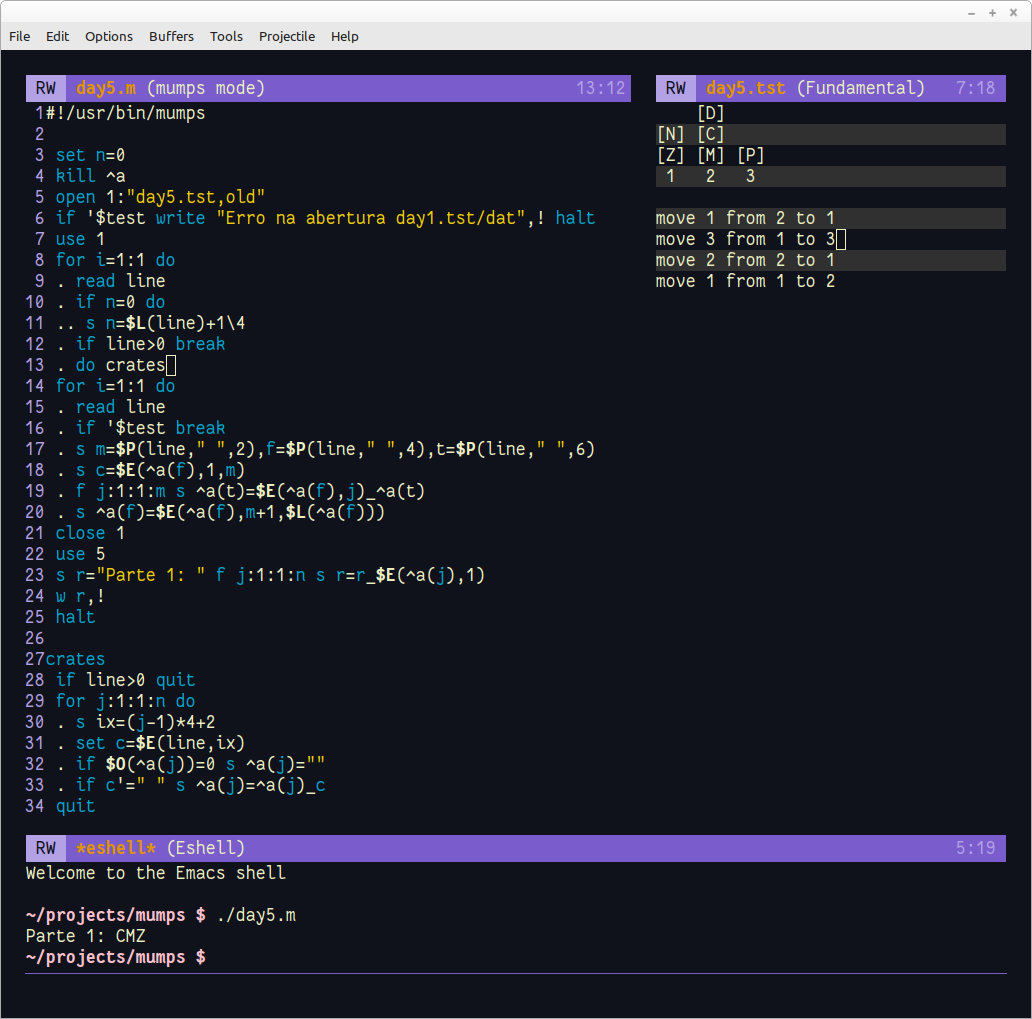 File Edit Options Buffers Tools Projectile Help
RW day5.m (mumps mode) 13:12
1#!/usr/bin/mumps
2
3 set n=0
4 kill ^a
5 open 1:"day5.tst,old"
6 if '$test write "Erro na abertura day1.tst/dat",! halt
7 use 1
8 for i=1:1 do
9 . read line
10 . if n=0 do
11 .. s n=$L(line)+1\4
12 . if line>0 break
13 . do crates
14 for i=1:1 do
15 . read line
16 . if '$test break
17 . s m=$P(line," ",2),f=$P(line," ",4),t=$P(line," ",6)
18 . s c=$E(^a(f),1,m)
19 . f j:1:1:m s ^a(t)=$E(^a(f),j)_^a(t)
20 . s ^a(f)=$E(^a(f),m+1,$L(^a(f)))
21 close 1
22 use 5
23 s r="Parte 1: " f j:1:1:n s r=r_$E(^a(j),1)
24 w r,!
25 halt
26
27crates
28 if line>0 quit
29 for j:1:1:n do
30 . s ix=(j-1)*4+2
31 . set c=$E(line,ix)
32 . if $O(^a(j))=0 s ^a(j)=""
33 . if c'=" " s ^a(j)=^a(j)_c
34 quit
RW day5.tst (Fundamental) 7:18
    [D]
[N] [C]
[Z] [M] [P]
 1   2   3
move 1 from 2 to 1
move 3 from 1 to 3
move 2 from 2 to 1
move 1 from 1 to 2
RW *eshell* (Eshell) 5:19
Welcome to the Emacs shell
~/projects/mumps $ ./day5.m
Parte 1: CMZ
~/projects/mumps $